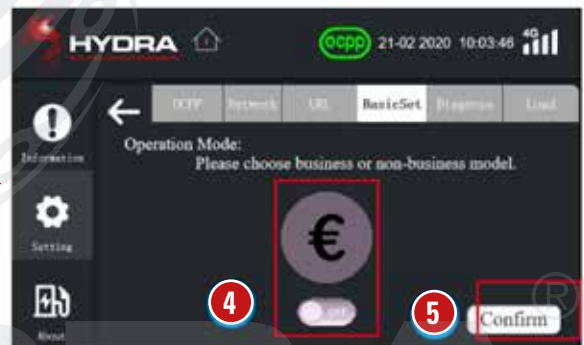 HYDRA ocpp 21-02 2020 10:03:46 4G
OCPP Network URL BasicSet Diagnose Load
Information
Operation Mode:
Please choose business or non-business model.
€
Setting
4 off 5 Confirm
®
About